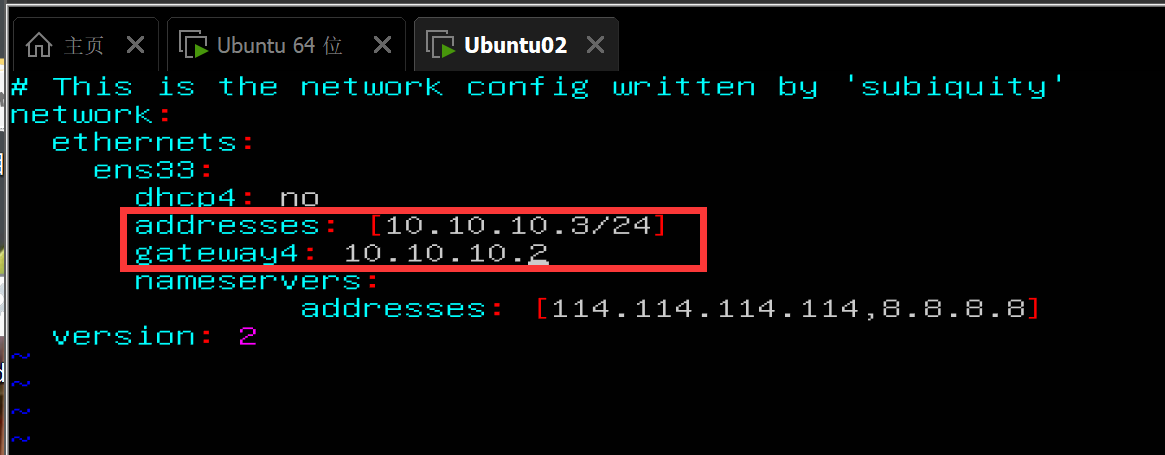 主页 Ubuntu 64 位 Ubuntu02
# This is the network config written by 'subiquity'
network:
  ethernets:
    ens33:
      dhcp4: no
      addresses: [10.10.10.3/24]
      gateway4: 10.10.10.2
      nameservers:
              addresses: [114.114.114.114,8.8.8.8]
  version: 2
~
~
~
~